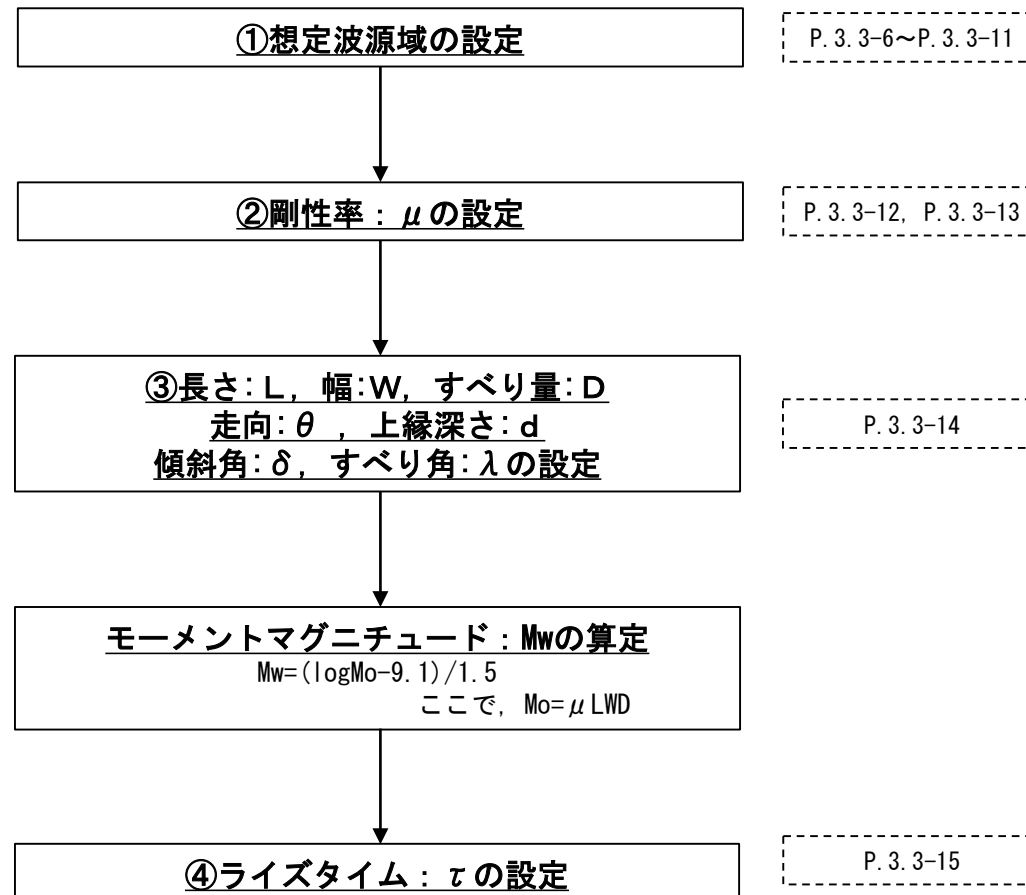 ①想定波源域の設定
P.3.3-6～P.3.3-11
②剛性率：μの設定
P.3.3-12, P.3.3-13
③長さ:L, 幅:W, すべり量:D
走向:θ , 上縁深さ:d
傾斜角:δ, すべり角:λの設定
P.3.3-14
モーメントマグニチュード：Mwの算定
Mw=(logMo-9.1)/1.5
ここで, Mo=μLWD
④ライズタイム：τの設定
P.3.3-15